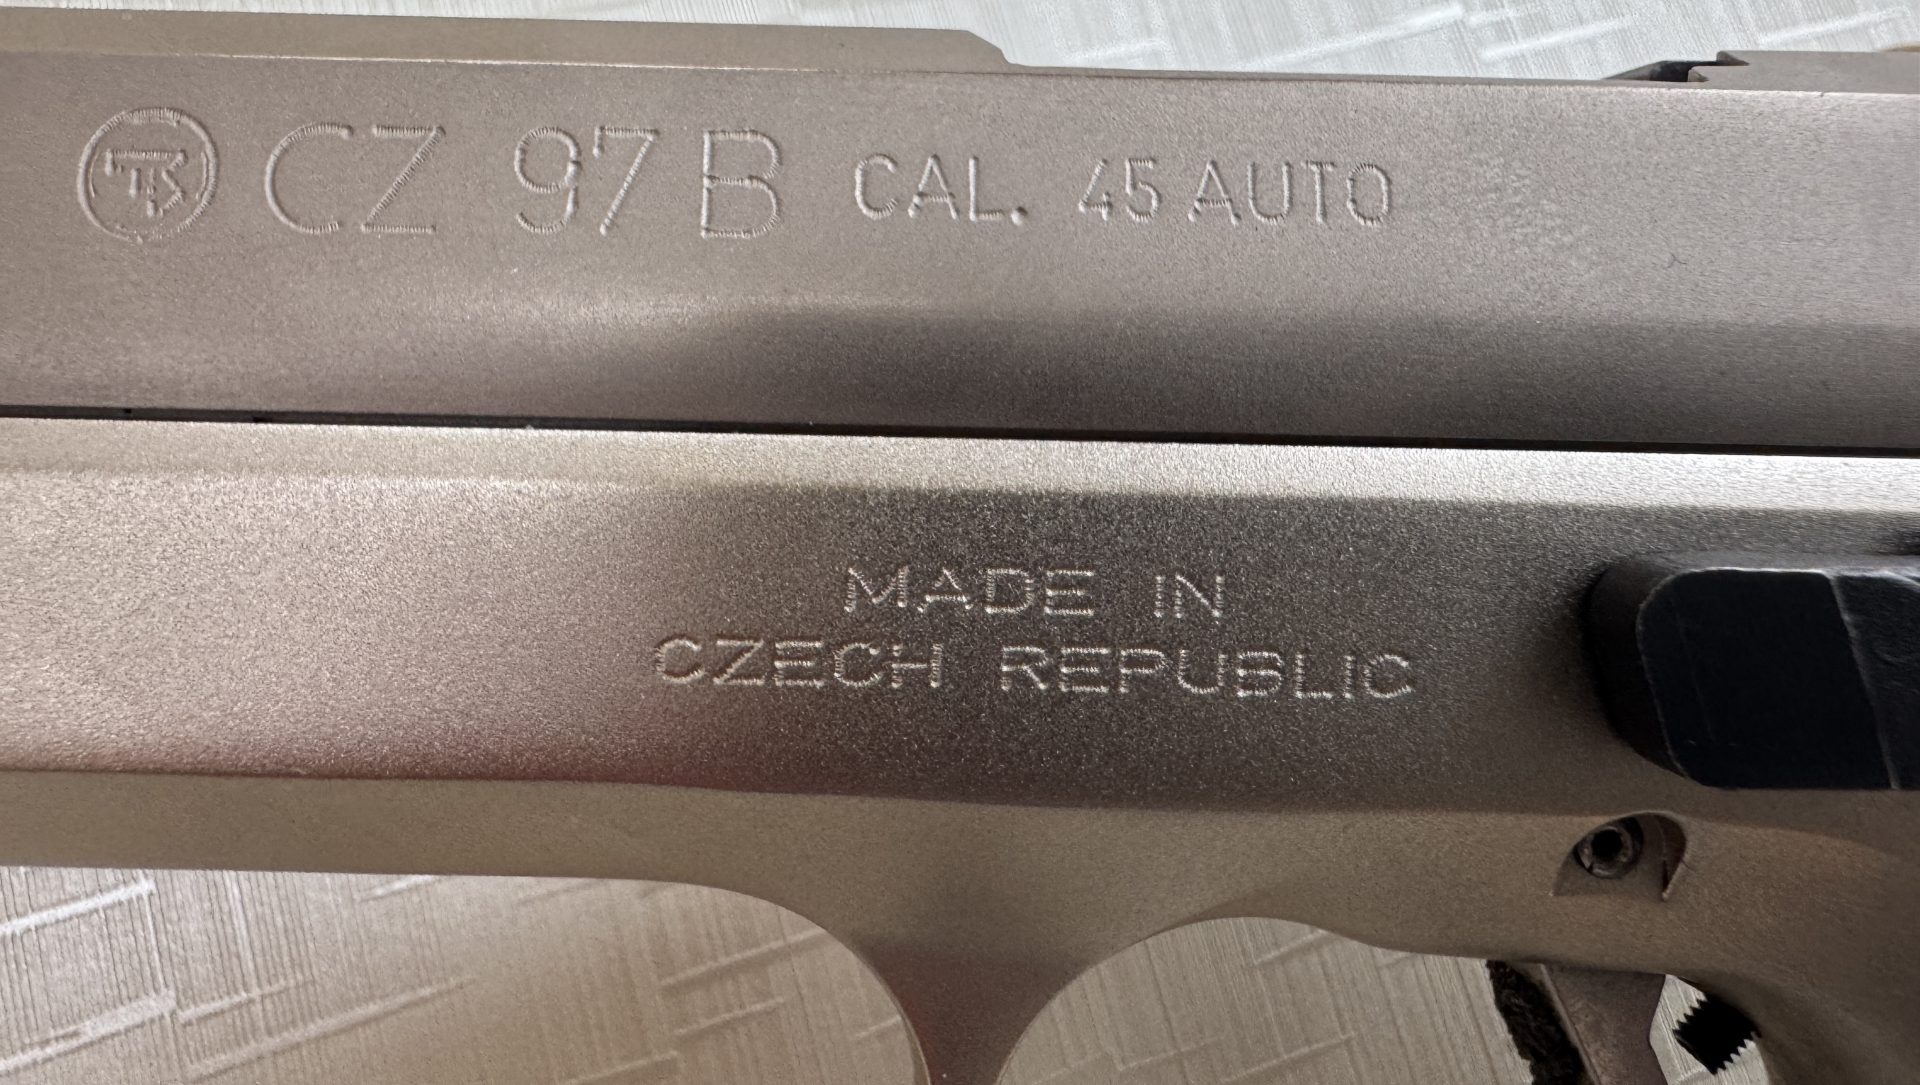 CZ 97 B CAL. 45 AUTO
MADE IN
CZECH REPUBLIC